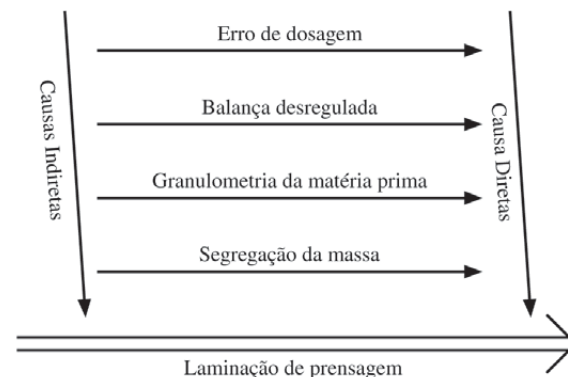 Erro de dosagem
Balança desregulada
Causas Indiretas
Causa Diretas
Granulometria da matéria prima
Segregação da massa
Laminação de prensagem